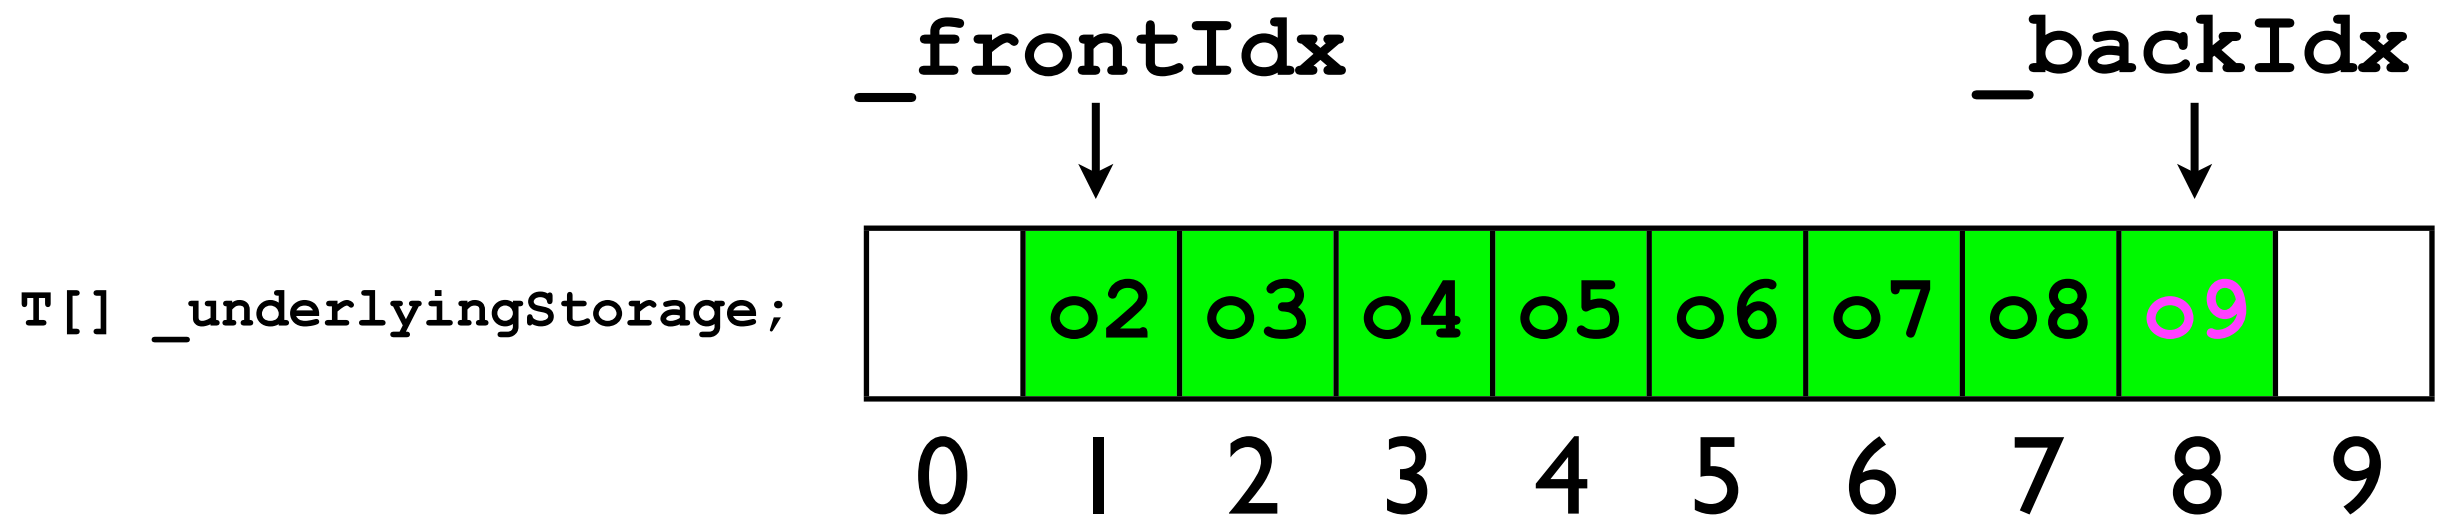 _frontIdx _backIdx
T[] _underlyingStorage; o2 o3 o4 o5 o6 o7 o8 o9
0 1 2 3 4 5 6 7 8 9